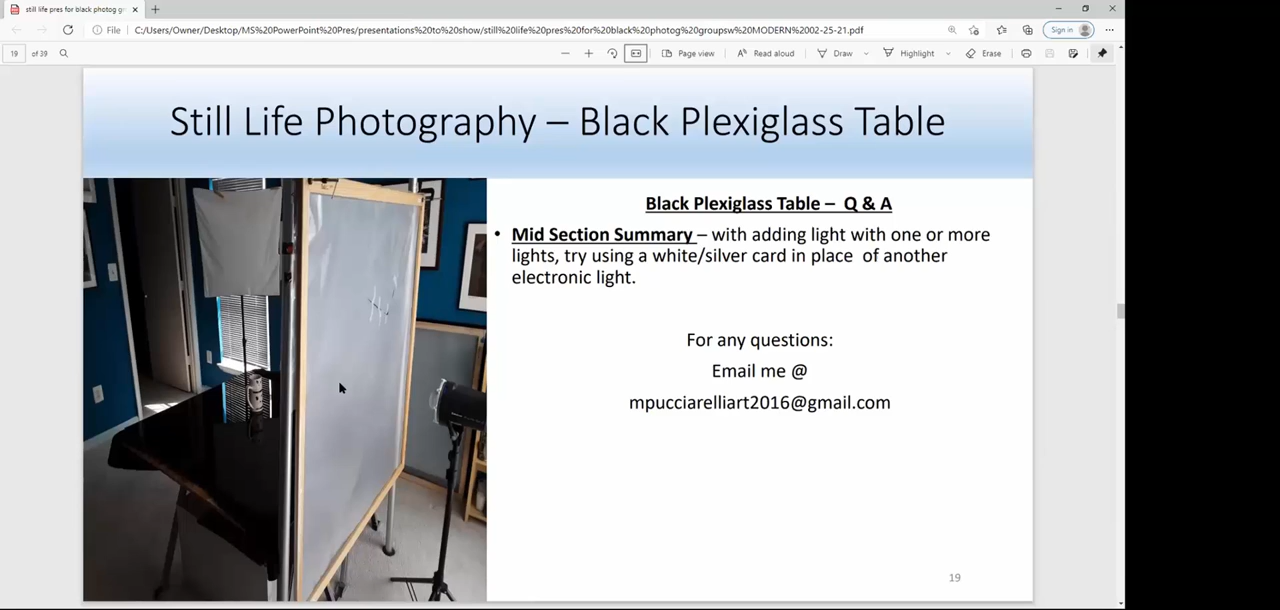 still life pres for black photog gr
File
C:/Users/Owner/Desktop/MS%20PowerPoint%20Pres/presentations%20to%20show/still%20life%20pres%20for%20black%20photog%20groupsw%20MODERN%2002-25-21.pdf
Sign in
19 of 39
Page view
Read aloud
Draw
Highlight
Erase
Still Life Photography – Black Plexiglass Table
Black Plexiglass Table – Q & A
• Mid Section Summary – with adding light with one or more
lights, try using a white/silver card in place of another
electronic light.
For any questions:
Email me @
mpucciarelliart2016@gmail.com
19